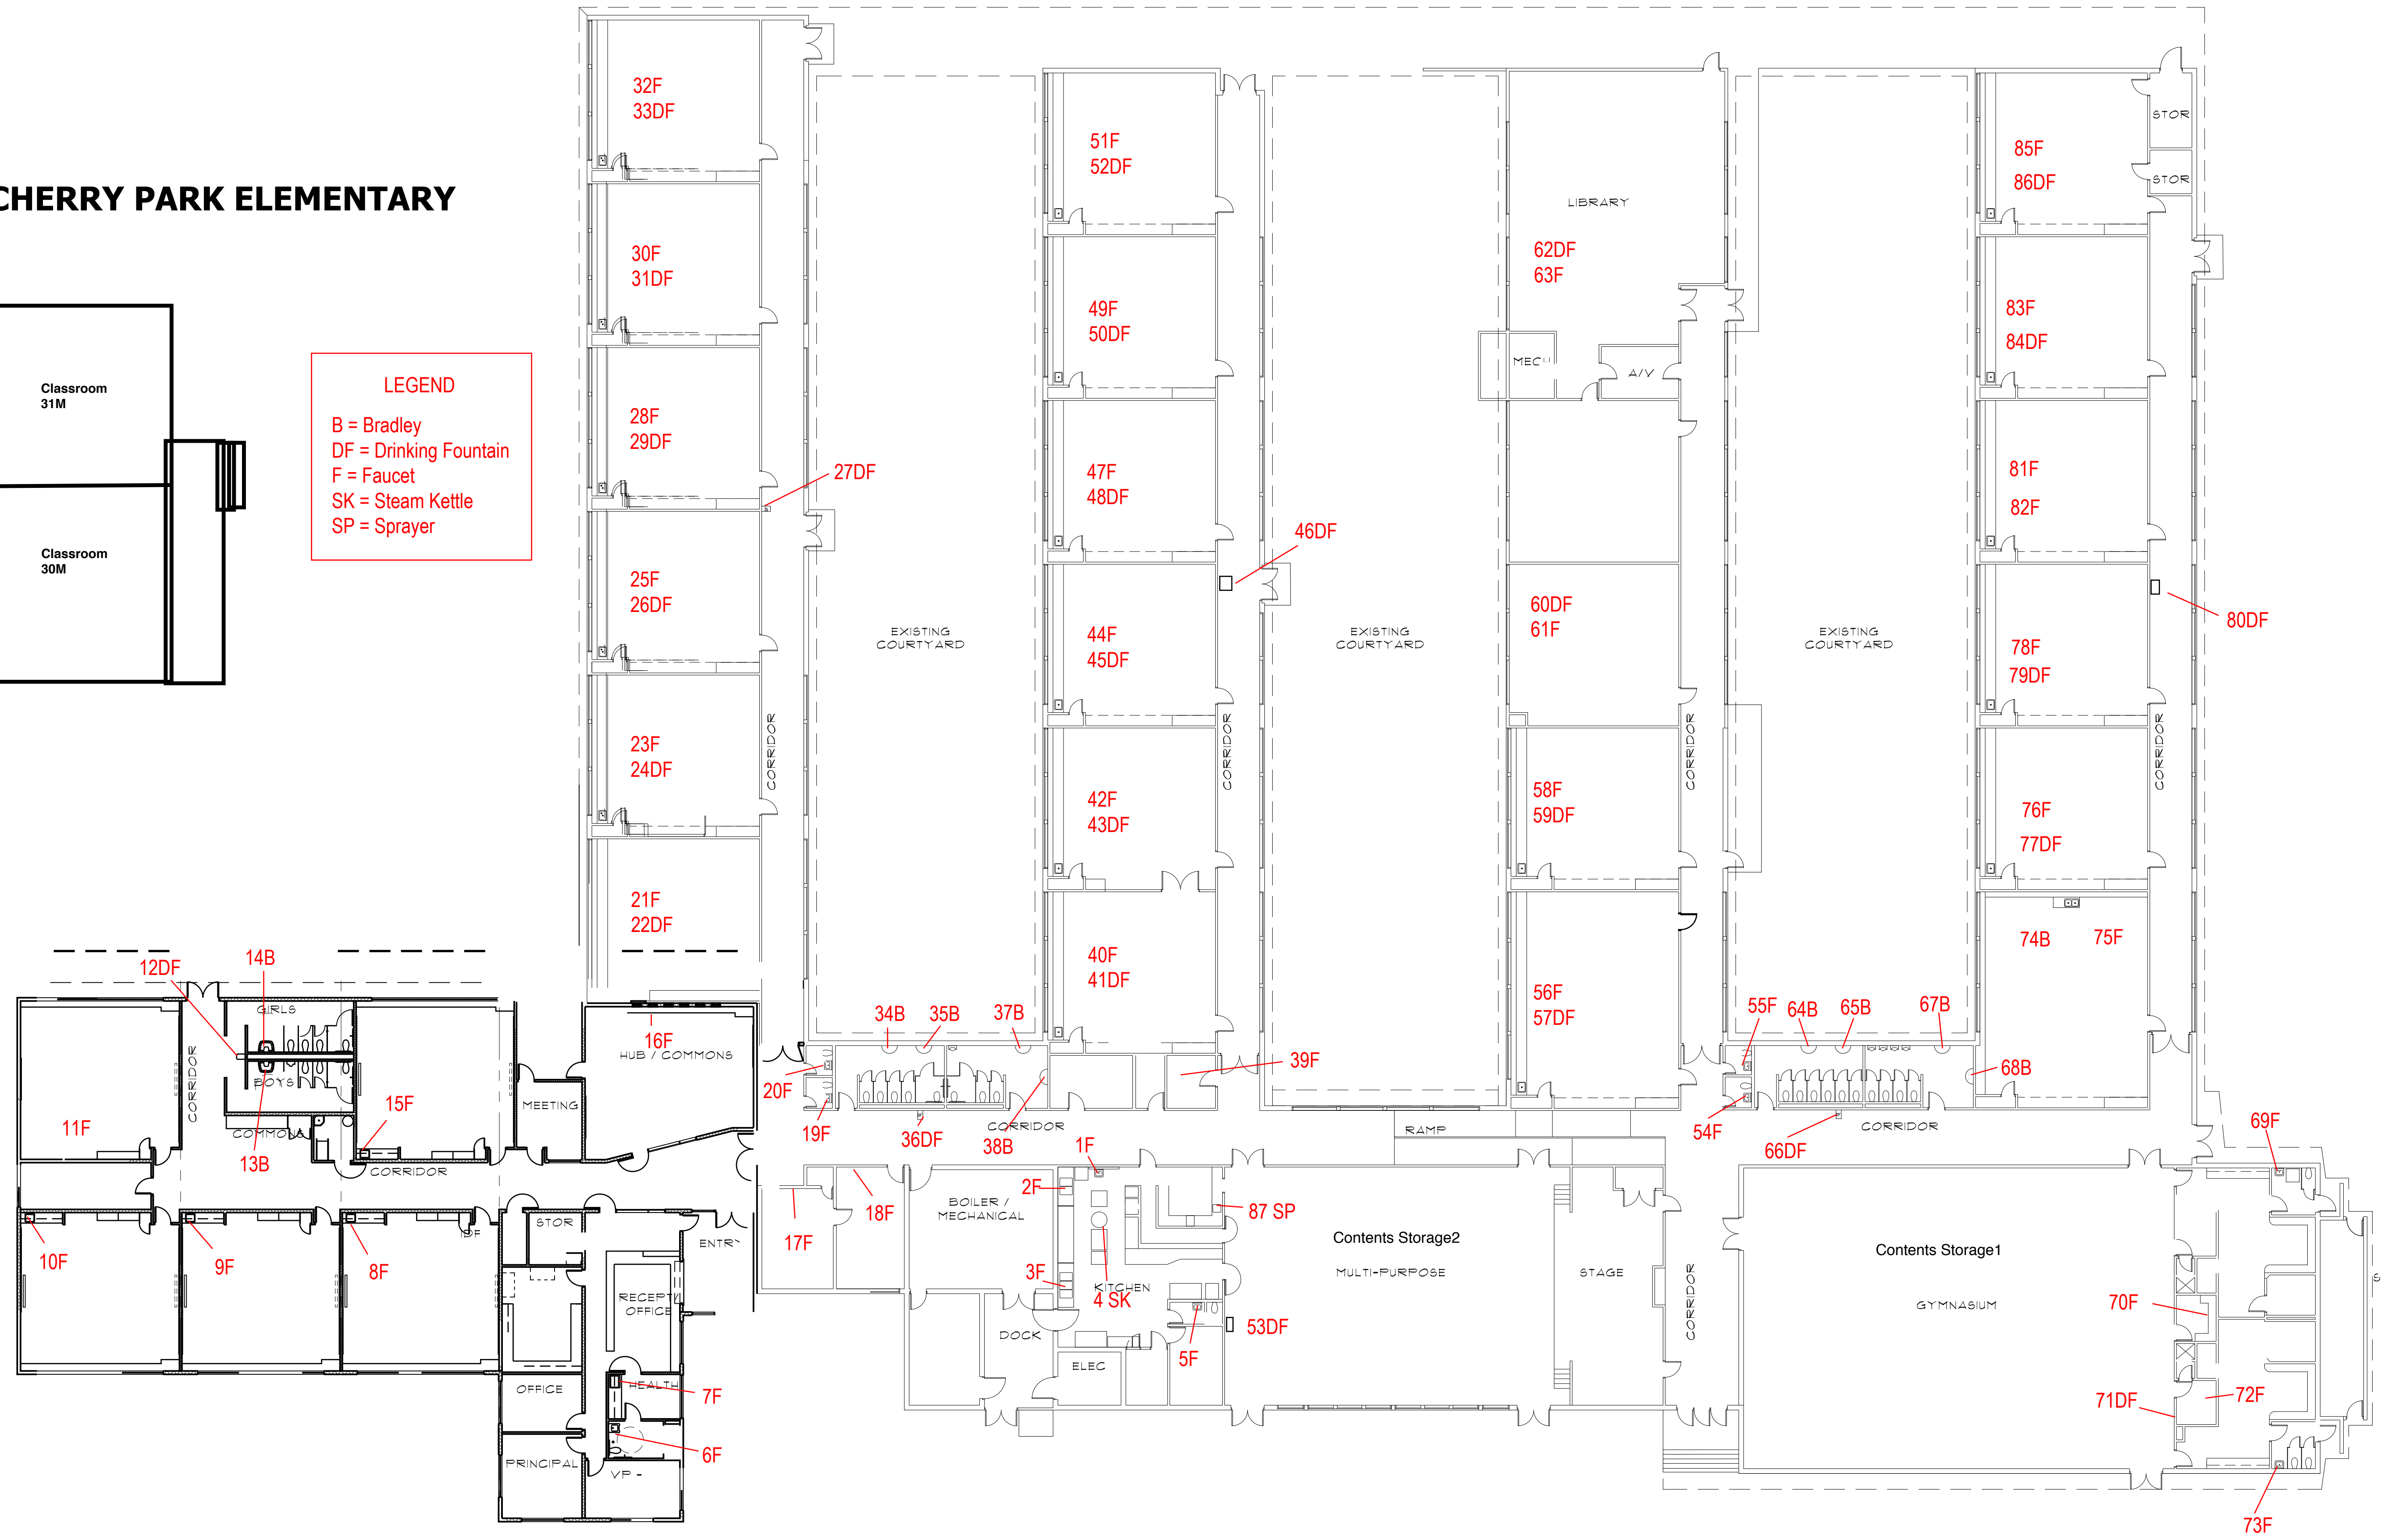 CHERRY PARK ELEMENTARY
Classroom
31M
Classroom
30M
LEGEND
B = Bradley
DF = Drinking Fountain
F = Faucet
SK = Steam Kettle
SP = Sprayer
32F
33DF
30F
31DF
28F
29DF
27DF
25F
26DF
23F
24DF
CORRIDOR
21F
22DF
EXISTING
COURTYARD
51F
52DF
49F
50DF
47F
48DF
46DF
44F
45DF
42F
43DF
CORRIDOR
40F
41DF
EXISTING
COURTYARD
LIBRARY
62DF
63F
A/V
60DF
61F
58F
59DF
CORRIDOR
56F
57DF
EXISTING
COURTYARD
STOR
STOR
85F
86DF
83F
84DF
81F
82F
80DF
78F
79DF
CORRIDOR
76F
77DF
74B
75F
12DF
14B
GIRLS
CORRIDOR
BOYS
11F
COMMONS
13B
15F
CORRIDOR
MEETING
16F
HUB / COMMONS
20F
19F
34B
35B
37B
36DF
38B
CORRIDOR
39F
RAMP
55F
64B
65B
67B
68B
54F
66DF
CORRIDOR
69F
10F
9F
8F
IDF
STOR
ENTRY
RECEPT/
OFFICE
OFFICE
HEALTH
7F
6F
PRINCIPAL
VP
17F
18F
BOILER /
MECHANICAL
1F
2F
3F
KITCHEN
4 SK
87 SP
DOCK
ELEC
5F
53DF
Contents Storage2
MULTI-PURPOSE
STAGE
CORRIDOR
Contents Storage1
GYMNASIUM
70F
71DF
72F
73F